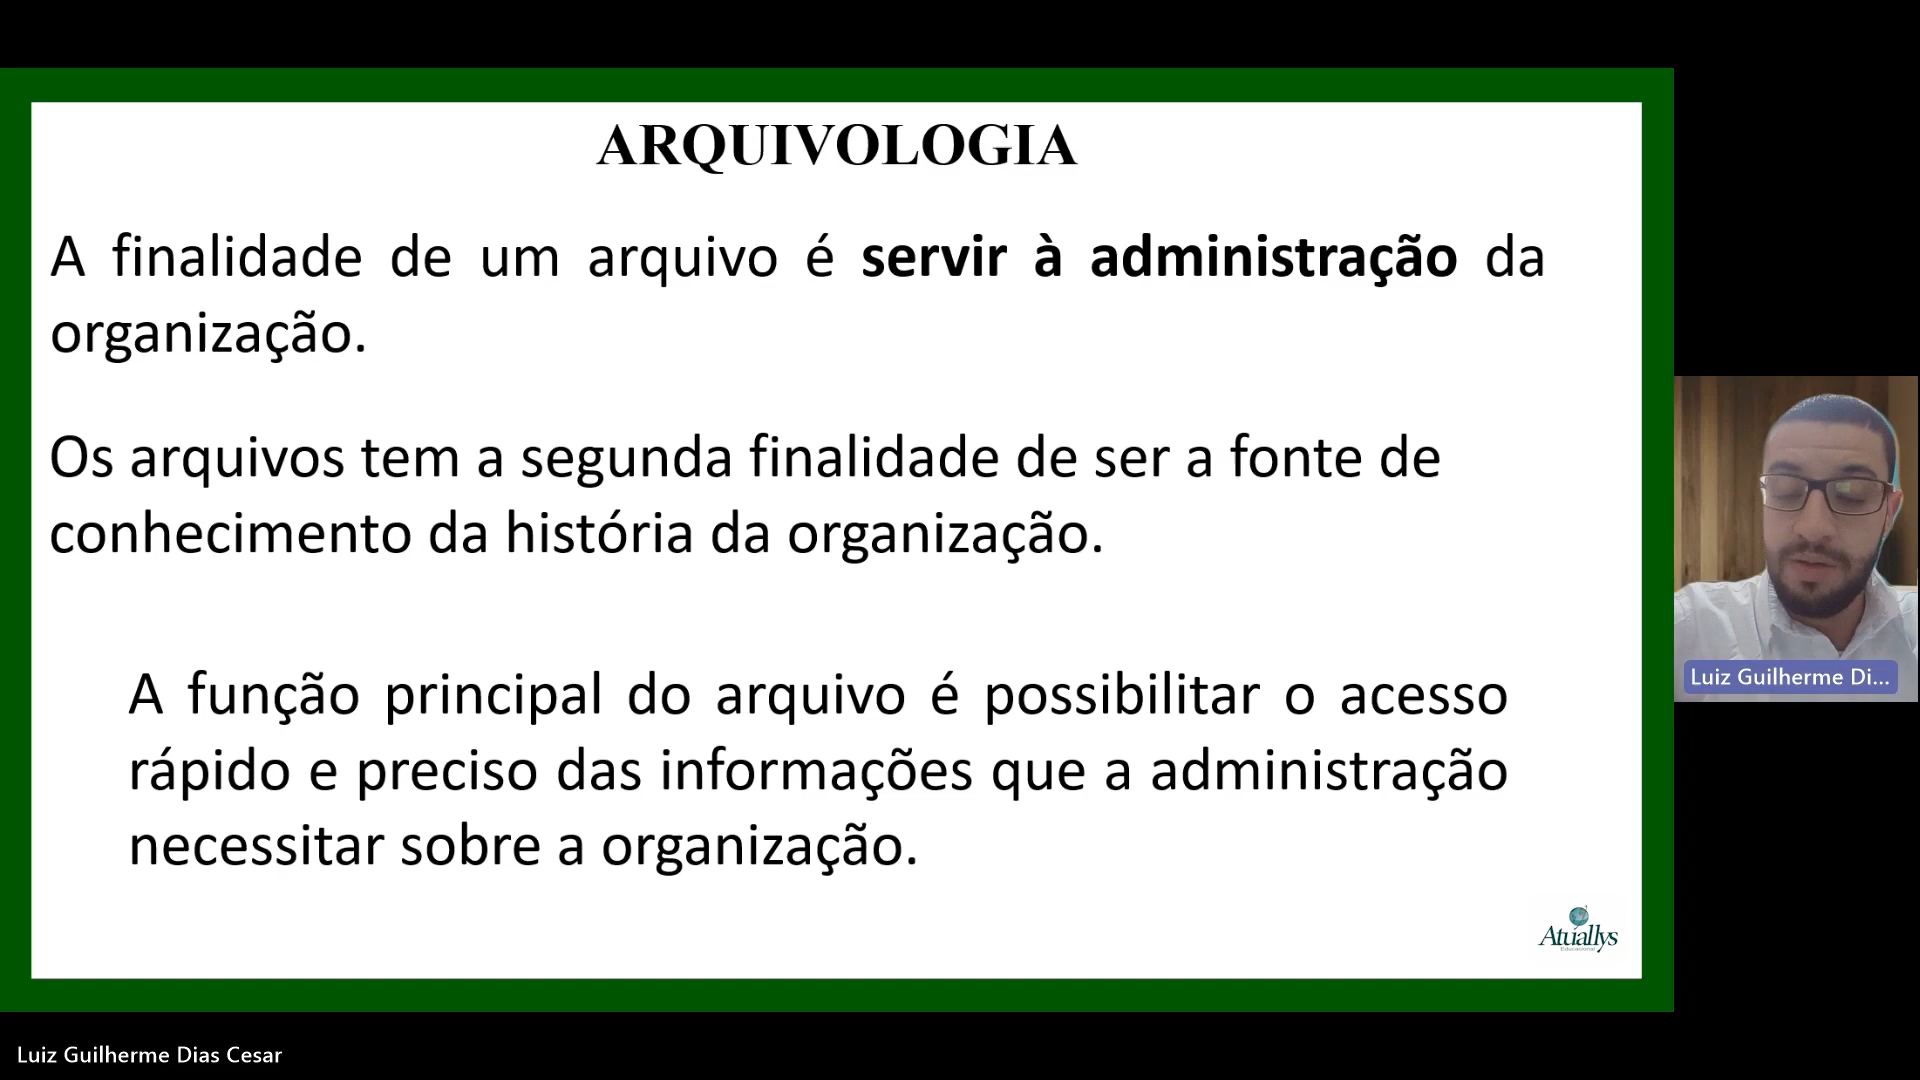 ARQUIVOLOGIA
A finalidade de um arquivo é servir à administração da
organização.
Os arquivos tem a segunda finalidade de ser a fonte de
conhecimento da história da organização.
A função principal do arquivo é possibilitar o acesso
rápido e preciso das informações que a administração
necessitar sobre a organização.
Atuallys
Educacional
Luiz Guilherme Di...
Luiz Guilherme Dias Cesar